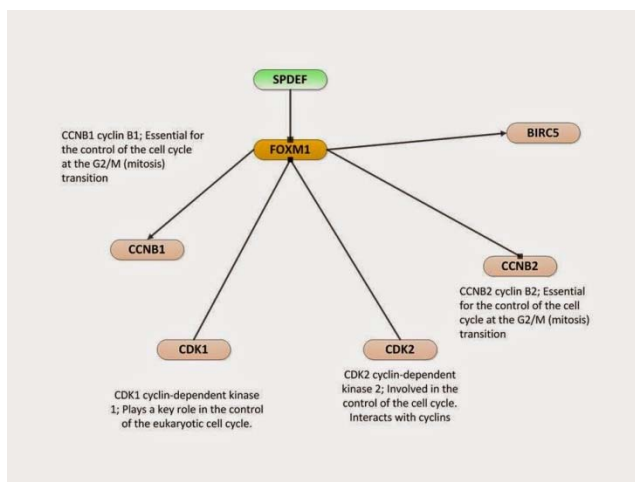 SPDEF
CCNB1 cyclin B1; Essential for
the control of the cell cycle
at the G2/M (mitosis)
transition
FOXM1
BIRC5
CCNB1
CCNB2
CCNB2 cyclin B2; Essential
for the control of the cell
cycle at the G2/M (mitosis)
transition
CDK1
CDK2
CDK1 cyclin-dependent kinase
1; Plays a key role in the control
of the eukaryotic cell cycle.
CDK2 cyclin-dependent
kinase 2; Involved in the
control of the cell cycle.
Interacts with cyclins